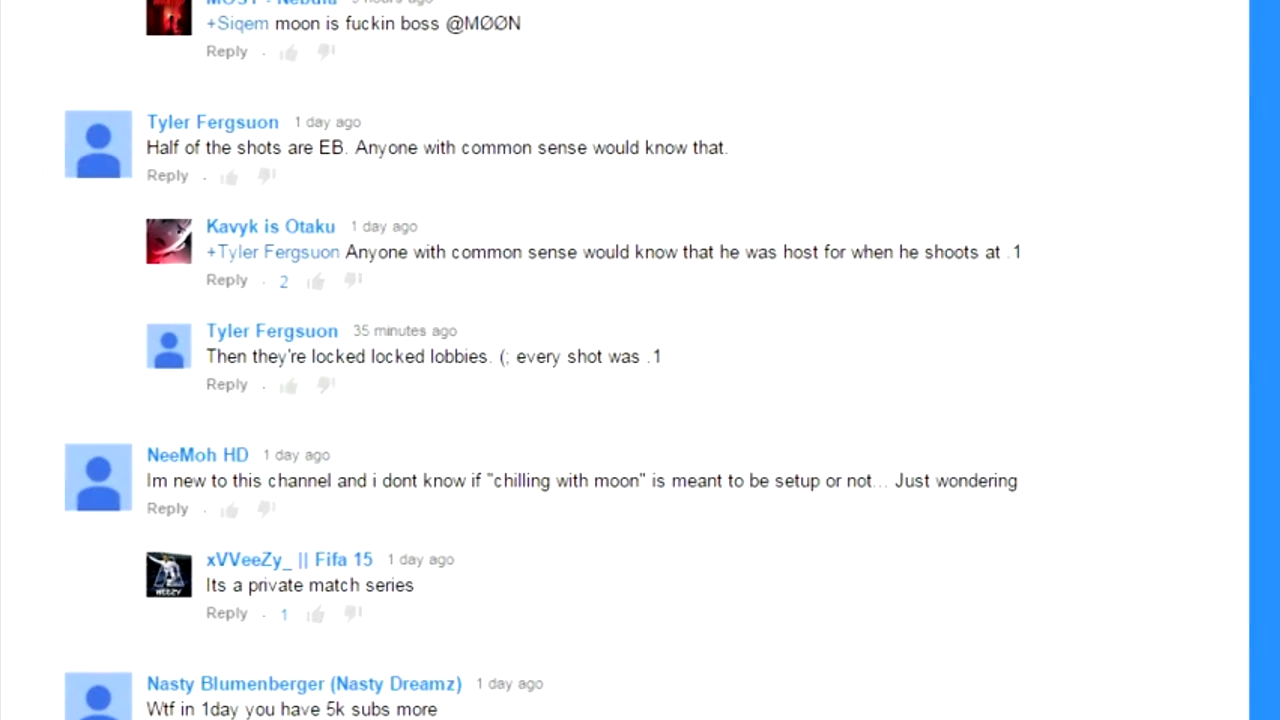 MOST - Nebula 9 hours ago
+Siqem moon is fuckin boss @MØØN
Reply .
Tyler Fergsuon 1 day ago
Half of the shots are EB. Anyone with common sense would know that.
Reply .
Kavyk is Otaku 1 day ago
+Tyler Fergsuon Anyone with common sense would know that he was host for when he shoots at .1
Reply . 2
Tyler Fergsuon 35 minutes ago
Then they're locked locked lobbies. (; every shot was .1
Reply .
NeeMoh HD 1 day ago
Im new to this channel and i dont know if "chilling with moon" is meant to be setup or not... Just wondering
Reply .
xVVeeZy_ || Fifa 15 1 day ago
WEEZY
Its a private match series
Reply . 1
Nasty Blumenberger (Nasty Dreamz) 1 day ago
Wtf in 1day you have 5k subs more